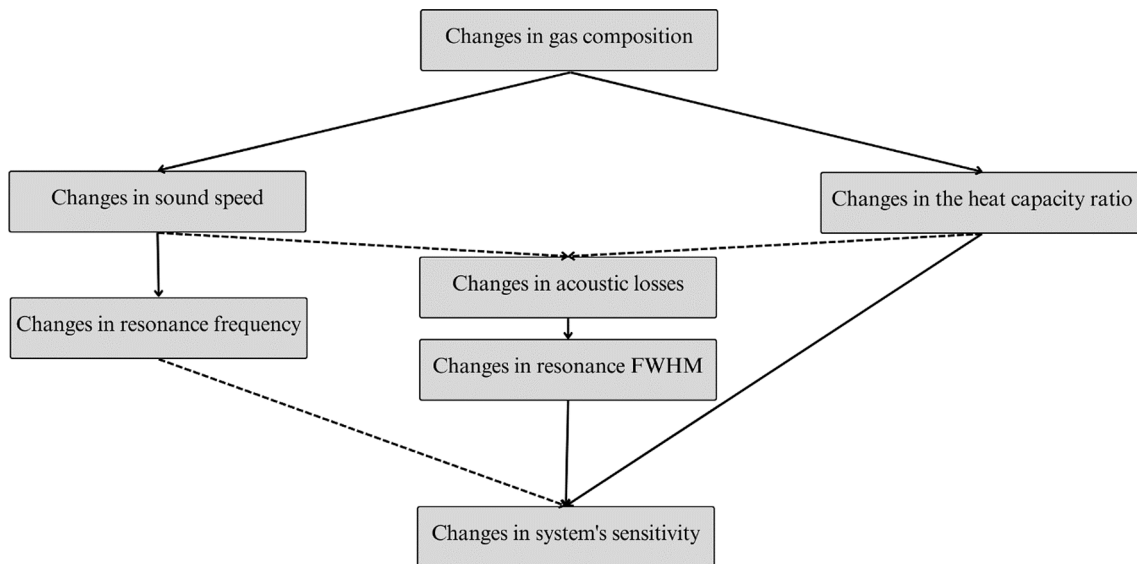 Changes in gas composition
Changes in sound speed
Changes in the heat capacity ratio
Changes in acoustic losses
Changes in resonance frequency
Changes in resonance FWHM
Changes in system's sensitivity